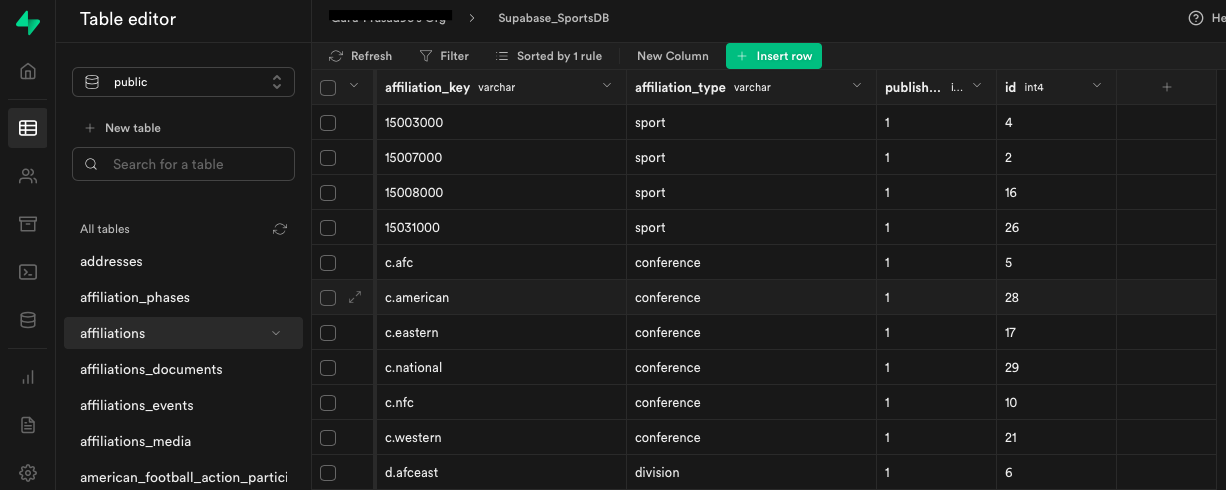 Table editor
Supabase_SportsDB
He
public
New table
Search for a table
All tables
addresses
affiliation_phases
affiliations
affiliations_documents
affiliations_events
affiliations_media
american_football_action_partici
Refresh Filter Sorted by 1 rule New Column Insert row
affiliation_key varchar affiliation_type varchar publish... i... id int4
15003000 sport 1 4
15007000 sport 1 2
15008000 sport 1 16
15031000 sport 1 26
c.afc conference 1 5
c.american conference 1 28
c.eastern conference 1 17
c.national conference 1 29
c.nfc conference 1 10
c.western conference 1 21
d.afceast division 1 6